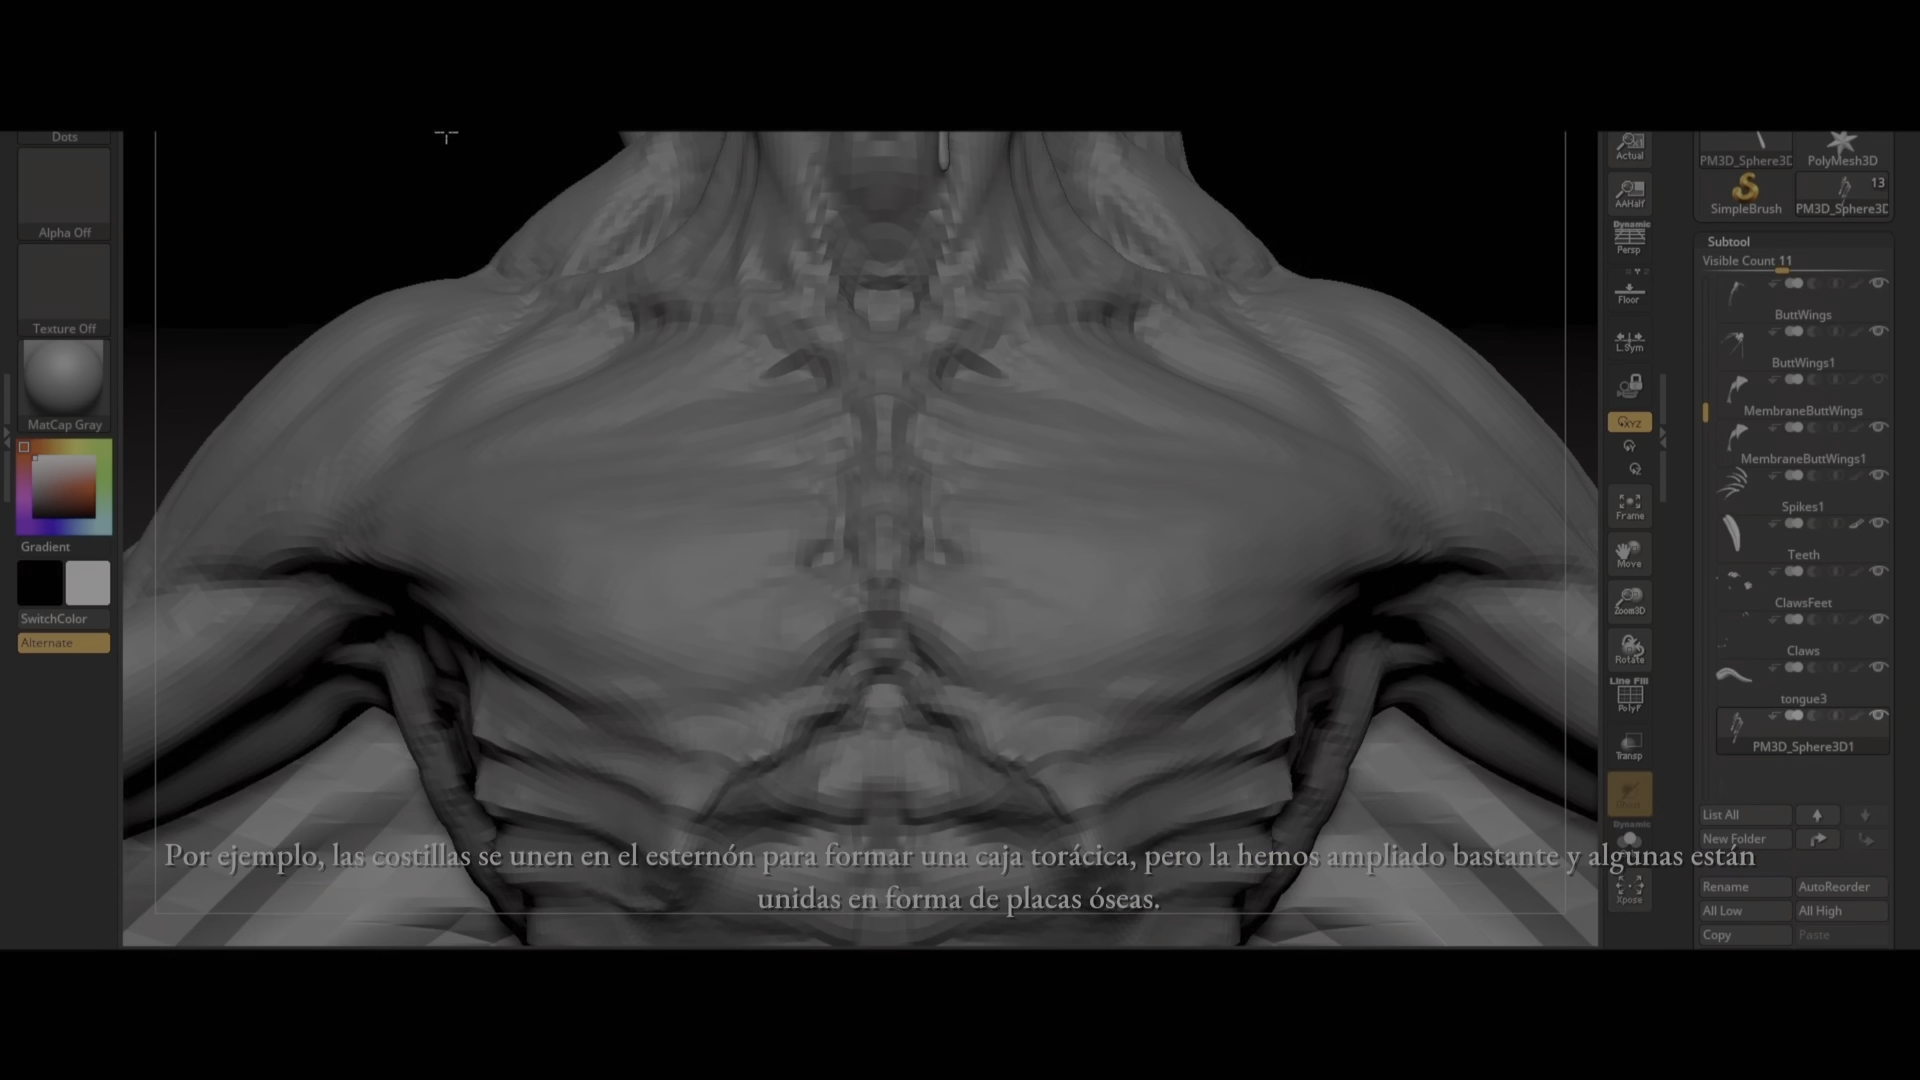 Dots
Alpha Off
Texture Off
MatCap Gray
Gradient
SwitchColor
Alternate
Actual
AAHalf
Dynamic
Persp
Floor
L.Sym
XYZ
Frame
Move
Zoom3D
Rotate
Line Fill
PolyF
Transp
Dynamic
Xpose
PM3D_Sphere3D
PolyMesh3D
13
SimpleBrush
PM3D_Sphere3D
Subtool
Visible Count 11
ButtWings
ButtWings1
MembraneButtWings
MembraneButtWings1
Spikes1
Teeth
ClawsFeet
Claws
tongue3
PM3D_Sphere3D1
List All
New Folder
Rename
AutoReorder
All Low
All High
Copy
Paste
Por ejemplo, las costillas se unen en el esternón para formar una caja torácica, pero la hemos ampliado bastante y algunas están
unidas en forma de placas óseas.